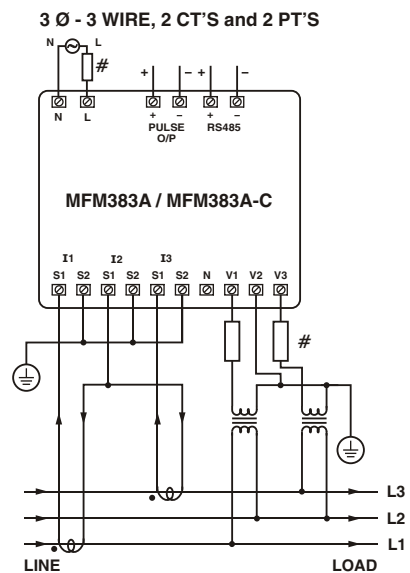 3 Ø - 3 WIRE, 2 CT'S and 2 PT'S
N L
#
+ – + –
N L + – + –
PULSE O/P RS485
MFM383A / MFM383A-C
I1 I2 I3
S1 S2 S1 S2 S1 S2 N V1 V2 V3
#
L3
L2
L1
LINE LOAD